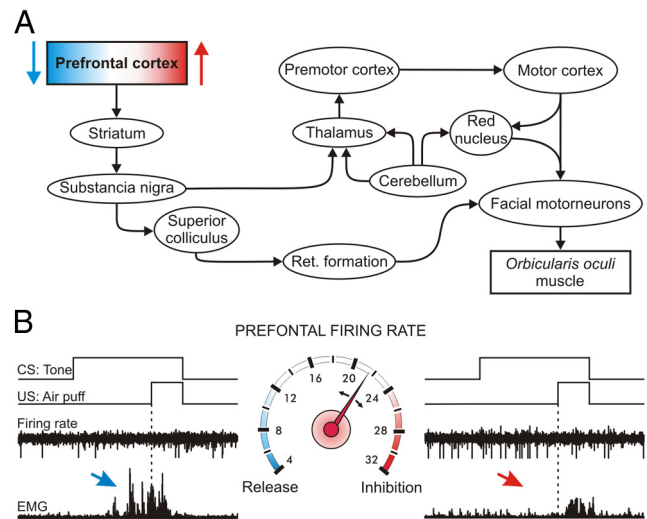 A
Prefrontal cortex
Striatum
Substancia nigra
Superior
colliculus
Ret. formation
Premotor cortex
Thalamus
Cerebellum
Motor cortex
Red
nucleus
Facial motorneurons
Orbicularis oculi
muscle
B
PREFONTAL FIRING RATE
CS: Tone
US: Air puff
Firing rate
EMG
4
8
12
16
20
24
28
32
Release
Inhibition